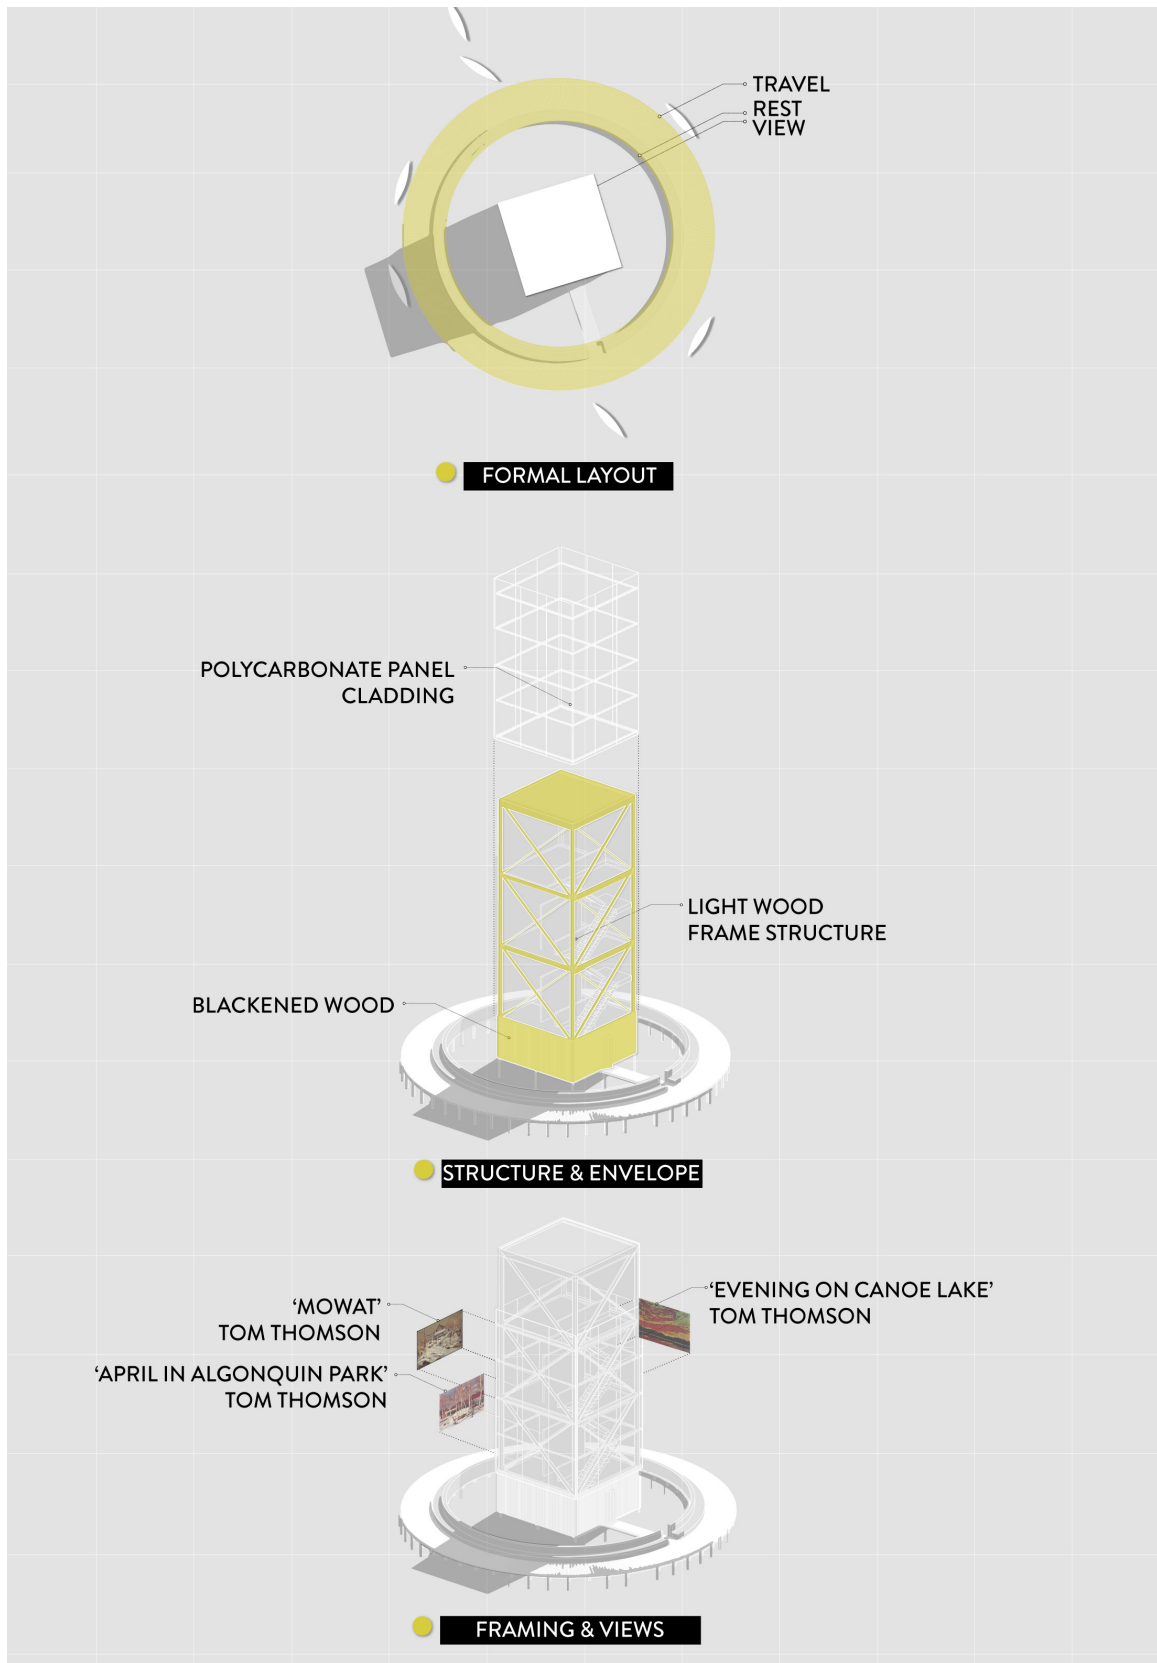 TRAVEL
REST
VIEW
FORMAL LAYOUT
POLYCARBONATE PANEL
CLADDING
LIGHT WOOD
FRAME STRUCTURE
BLACKENED WOOD
STRUCTURE & ENVELOPE
‘EVENING ON CANOE LAKE’
TOM THOMSON
‘MOWAT’
TOM THOMSON
‘APRIL IN ALGONQUIN PARK’
TOM THOMSON
FRAMING & VIEWS